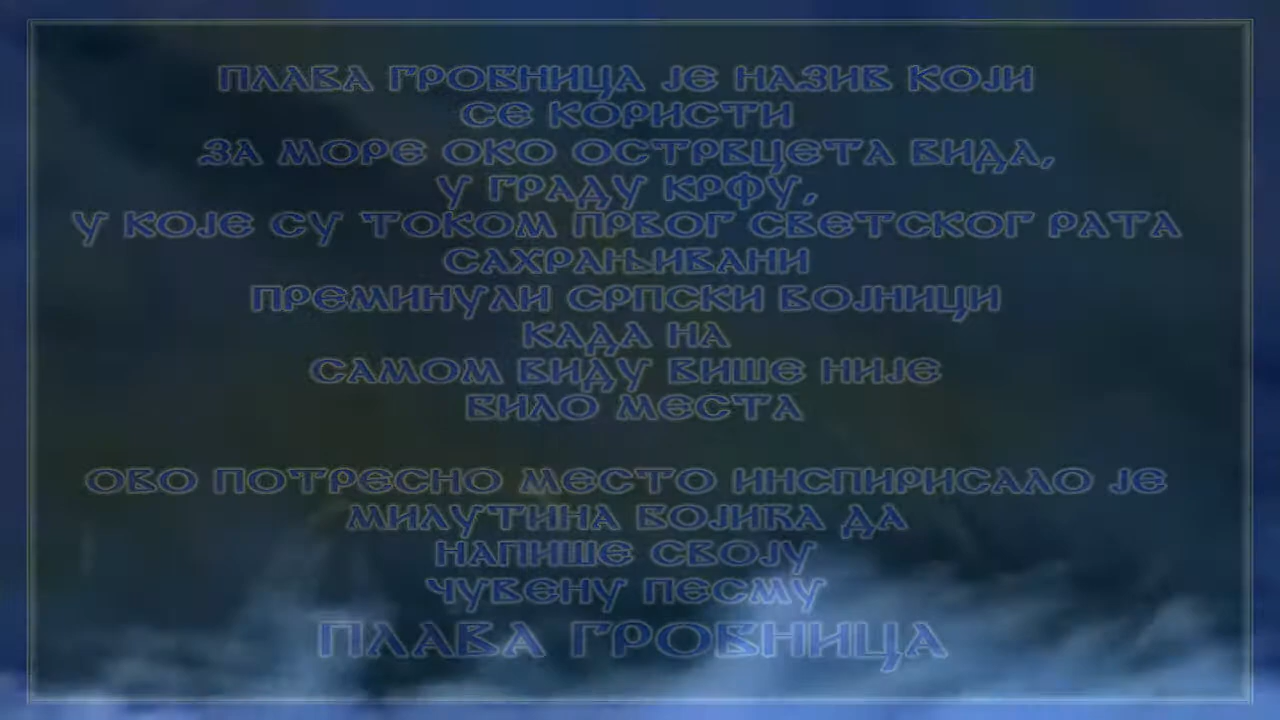 ПЛАВА ГРОБНИЦА ЈЕ НАЗИВ КОЈИ
СЕ КОРИСТИ
ЗА МОРЕ ОКО ОСТРВЦЕТА ВИДА,
У ГРАДУ КРФУ,
У КОЈЕ СУ ТОКОМ ПРВОГ СВЕТСКОГ РАТА
САХРАЊИВАНИ
ПРЕМИНУЛИ СРПСКИ ВОЈНИЦИ
КАДА НА
САМОМ ВИДУ ВИШЕ НИЈЕ
БИЛО МЕСТА
ОВО ПОТРЕСНО МЕСТО ИНСПИРИСАЛО ЈЕ
МИЛУТИНА БОЈИЋА ДА
НАПИШЕ СВОЈУ
ЧУВЕНУ ПЕСМУ
ПЛАВА ГРОБНИЦА